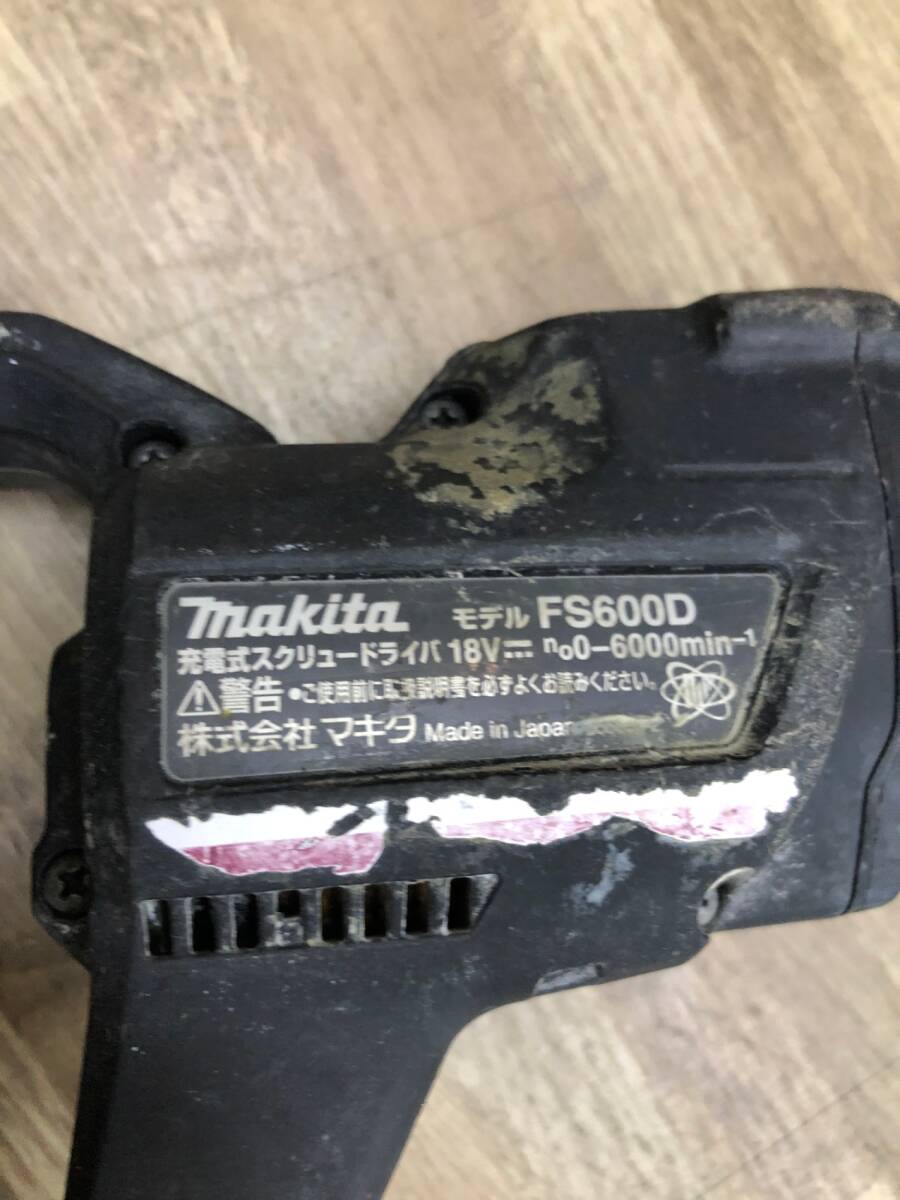 makita モデル FS600D
充電式スクリュードライバ 18V⎓ n₀0-6000min⁻¹
⚠警告 •ご使用前に取扱説明書を必ずよくお読みください。
株式会社マキタ Made in Japan